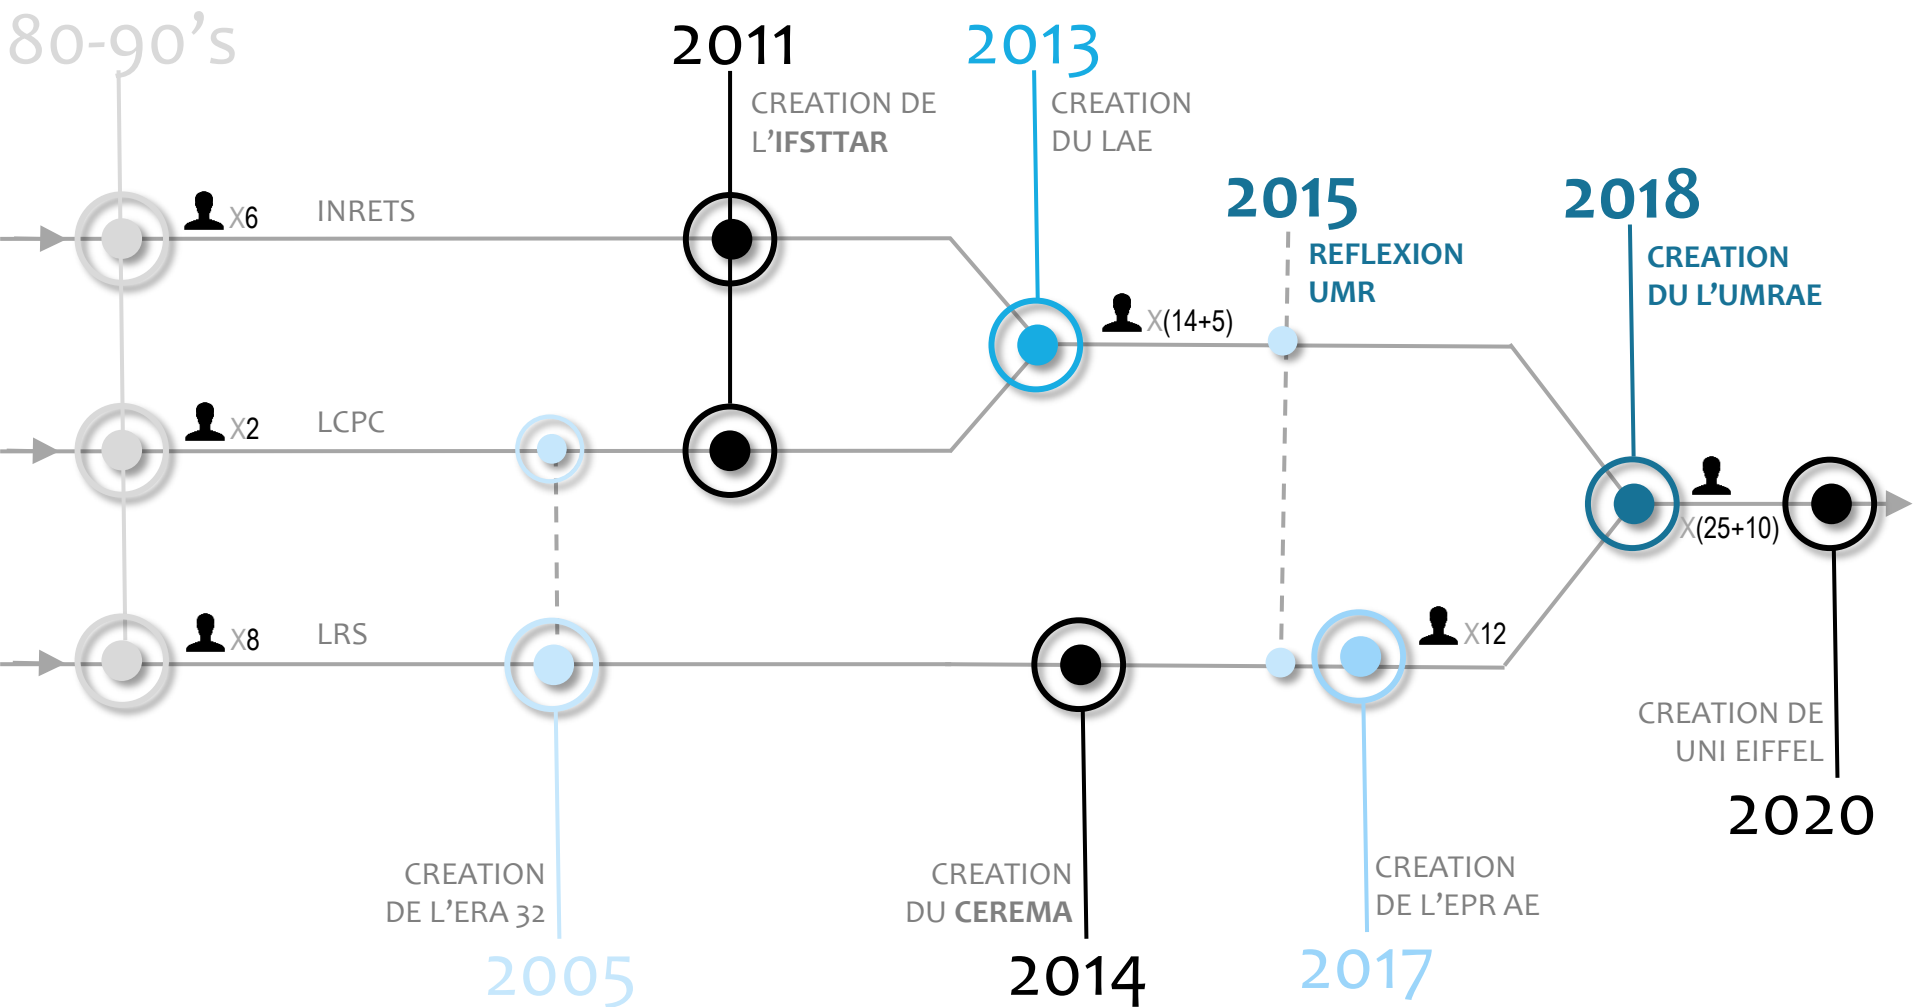 80-90's
2011
CREATION DE
L'IFSTTAR
2013
CREATION
DU LAE
2015
REFLEXION
UMR
2018
CREATION
DU L'UMRAE
X6
INRETS
X(14+5)
X2
LCPC
X(25+10)
X8
LRS
X12
CREATION DE
UNI EIFFEL
2020
CREATION
DE L'ERA 32
2005
CREATION
DU CEREMA
2014
CREATION
DE L'EPR AE
2017